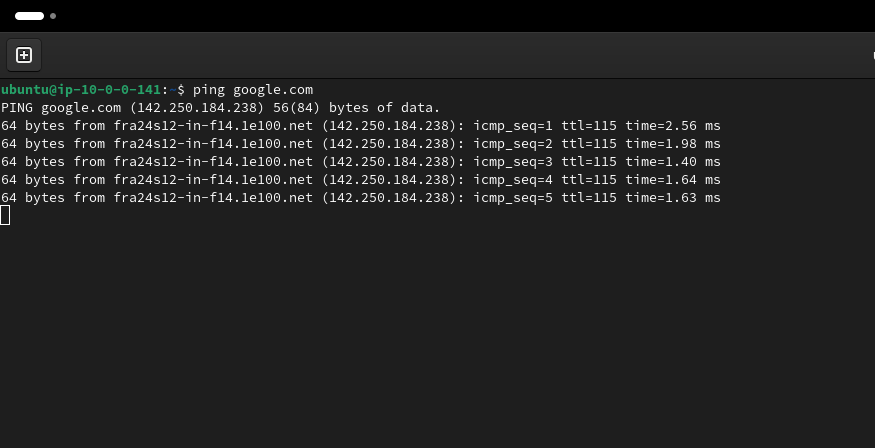 ubuntu@ip-10-0-0-141:~$ ping google.com
PING google.com (142.250.184.238) 56(84) bytes of data.
64 bytes from fra24s12-in-f14.1e100.net (142.250.184.238): icmp_seq=1 ttl=115 time=2.56 ms
64 bytes from fra24s12-in-f14.1e100.net (142.250.184.238): icmp_seq=2 ttl=115 time=1.98 ms
64 bytes from fra24s12-in-f14.1e100.net (142.250.184.238): icmp_seq=3 ttl=115 time=1.40 ms
64 bytes from fra24s12-in-f14.1e100.net (142.250.184.238): icmp_seq=4 ttl=115 time=1.64 ms
64 bytes from fra24s12-in-f14.1e100.net (142.250.184.238): icmp_seq=5 ttl=115 time=1.63 ms